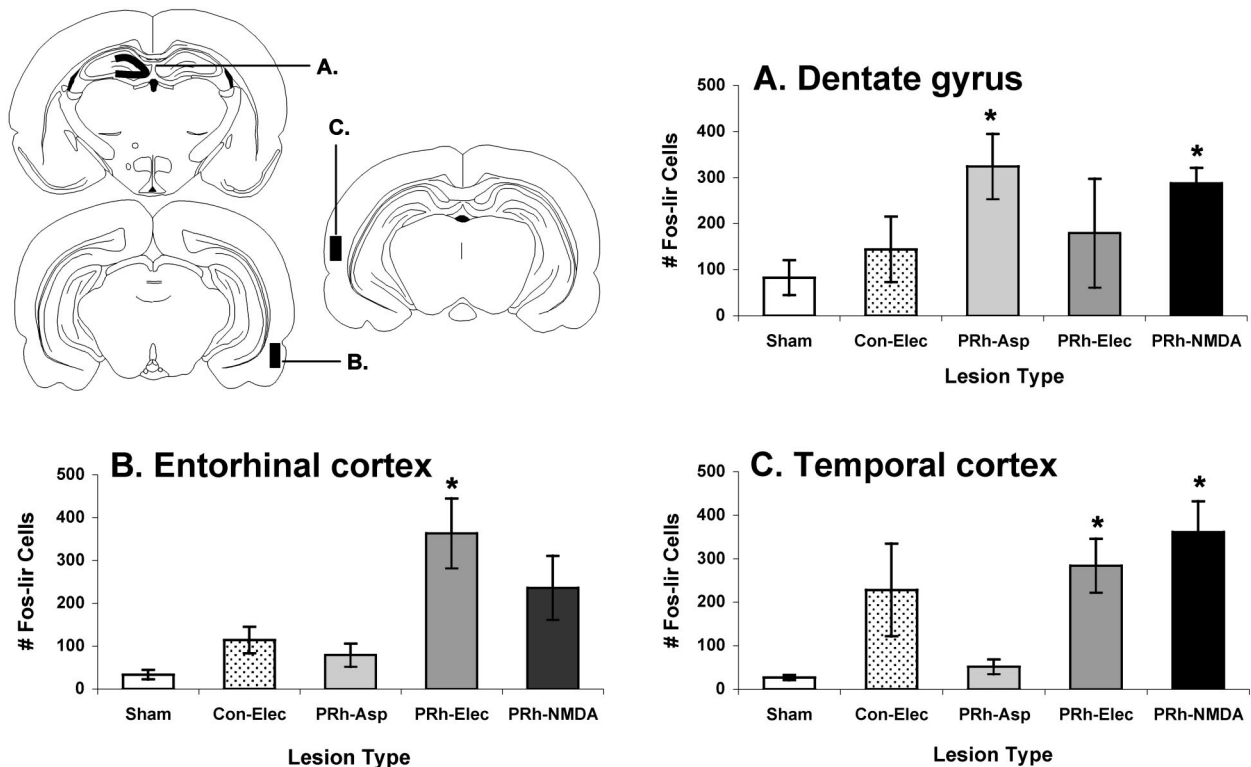 A.
C.
B.
A. Dentate gyrus
# Fos-Iir Cells
500
400
300
200
100
0
*
*
Sham
Con-Elec
PRh-Asp
PRh-Elec
PRh-NMDA
Lesion Type
B. Entorhinal cortex
# Fos-Iir Cells
500
400
300
200
100
0
*
Sham
Con-Elec
PRh-Asp
PRh-Elec
PRh-NMDA
Lesion Type
C. Temporal cortex
# Fos-Iir Cells
500
400
300
200
100
0
*
*
Sham
Con-Elec
PRh-Asp
PRh-Elec
PRh-NMDA
Lesion Type